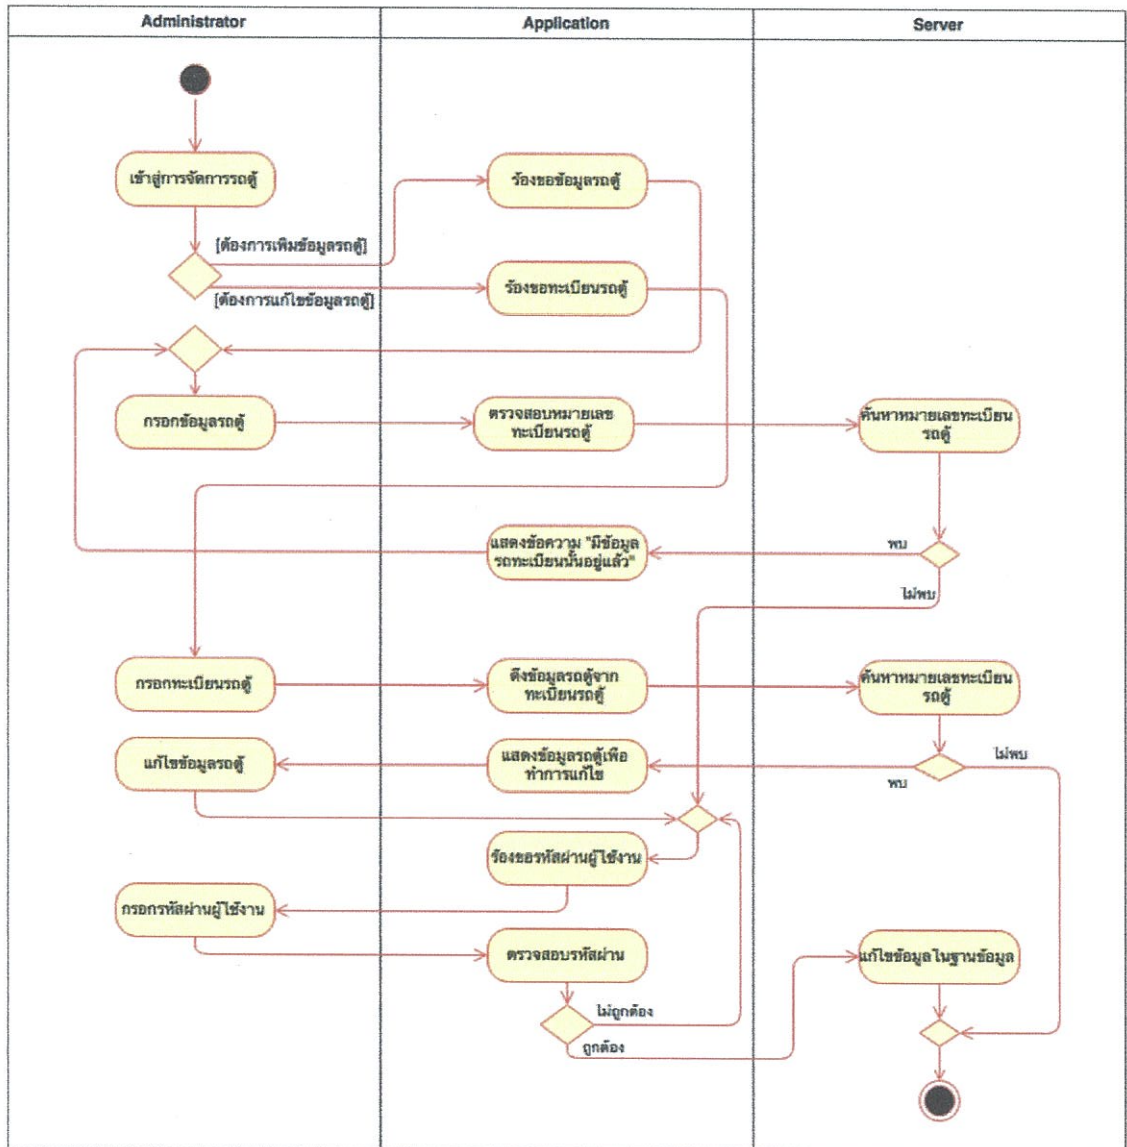 Administrator
Application
Server
เข้าสู่การจัดการรถตู้
ร้องขอข้อมูลรถตู้
[ต้องการเพิ่มข้อมูลรถตู้]
ร้องขอทะเบียนรถตู้
[ต้องการแก้ไขข้อมูลรถตู้]
กรอกข้อมูลรถตู้
ตรวจสอบหมายเลข
ทะเบียนรถตู้
ค้นหาหมายเลขทะเบียน
รถตู้
แสดงข้อความ "มีข้อมูล
รถทะเบียนนั้นอยู่แล้ว"
พบ
ไม่พบ
กรอกทะเบียนรถตู้
ดึงข้อมูลรถตู้จาก
ทะเบียนรถตู้
ค้นหาหมายเลขทะเบียน
รถตู้
แก้ไขข้อมูลรถตู้
แสดงข้อมูลรถตู้เพื่อ
ทำการแก้ไข
พบ
ไม่พบ
ร้องขอรหัสผ่านผู้ใช้งาน
กรอกรหัสผ่านผู้ใช้งาน
ตรวจสอบรหัสผ่าน
แก้ไขข้อมูลในฐานข้อมูล
ไม่ถูกต้อง
ถูกต้อง